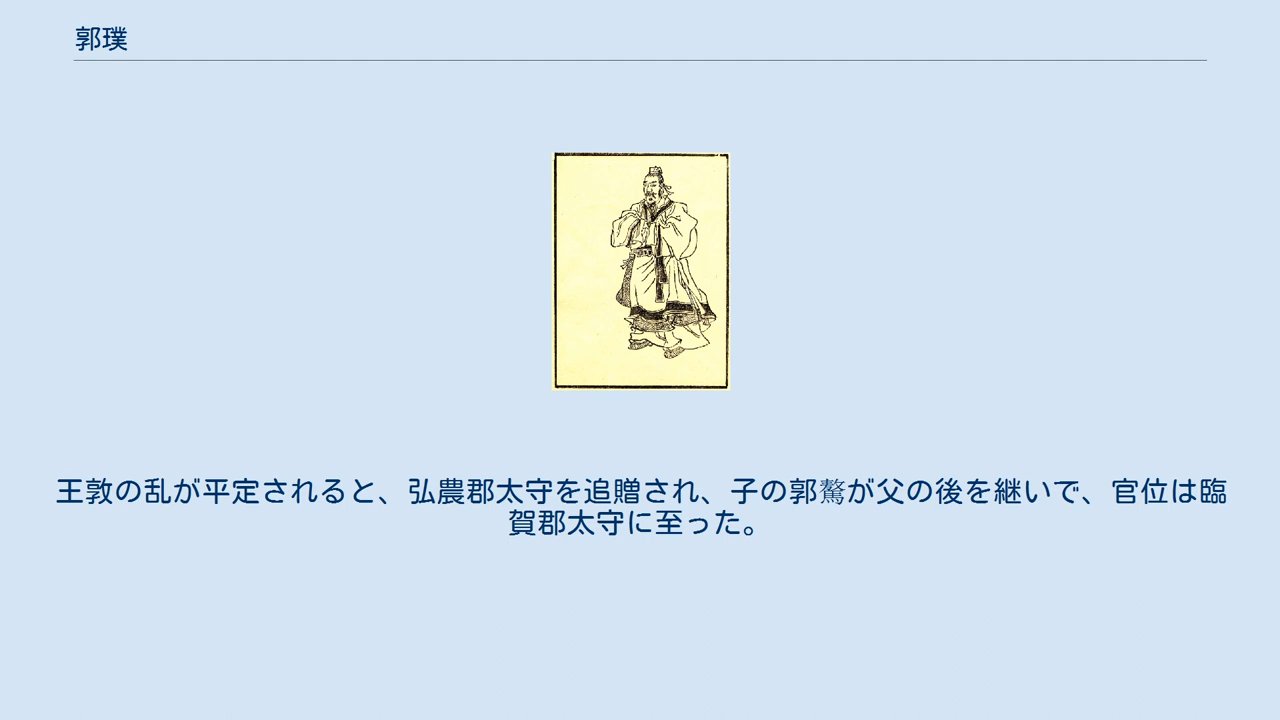 郭璞
王敦の乱が平定されると、弘農郡太守を追贈され、子の郭驁が父の後を継いで、官位は臨
賀郡太守に至った。